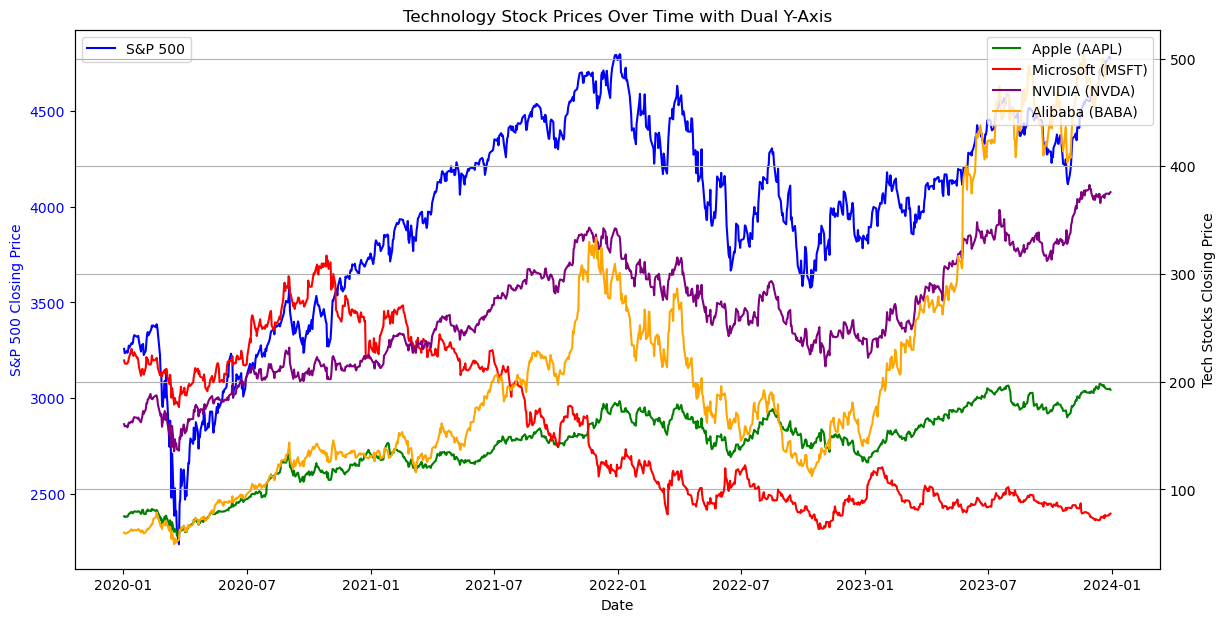 Technology Stock Prices Over Time with Dual Y-Axis
S&P 500
Apple (AAPL)
Microsoft (MSFT)
NVIDIA (NVDA)
Alibaba (BABA)
S&P 500 Closing Price
4500
4000
3500
3000
2500
500
400
300
200
100
Tech Stocks Closing Price
2020-01
2020-07
2021-01
2021-07
2022-01
2022-07
2023-01
2023-07
2024-01
Date